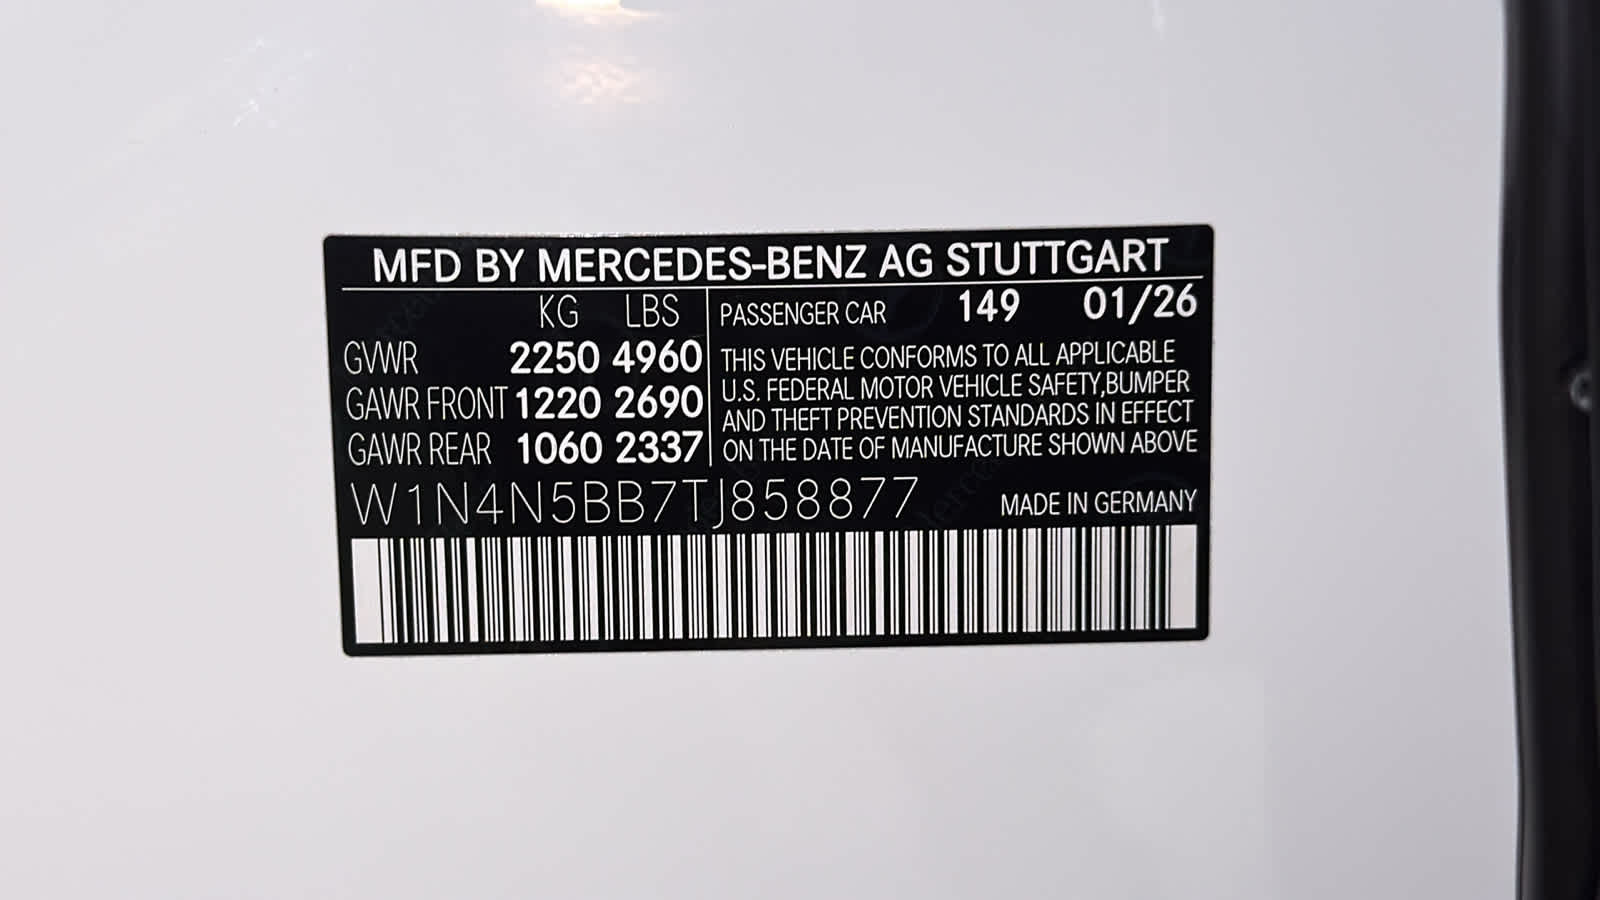 MFD BY MERCEDES-BENZ AG STUTTGART
KG LBS
GVWR 2250 4960
GAWR FRONT 1220 2690
GAWR REAR 1060 2337
PASSENGER CAR 149 01/26
THIS VEHICLE CONFORMS TO ALL APPLICABLE
U.S. FEDERAL MOTOR VEHICLE SAFETY,BUMPER
AND THEFT PREVENTION STANDARDS IN EFFECT
ON THE DATE OF MANUFACTURE SHOWN ABOVE
W1N4N5BB7TJ858877
MADE IN GERMANY